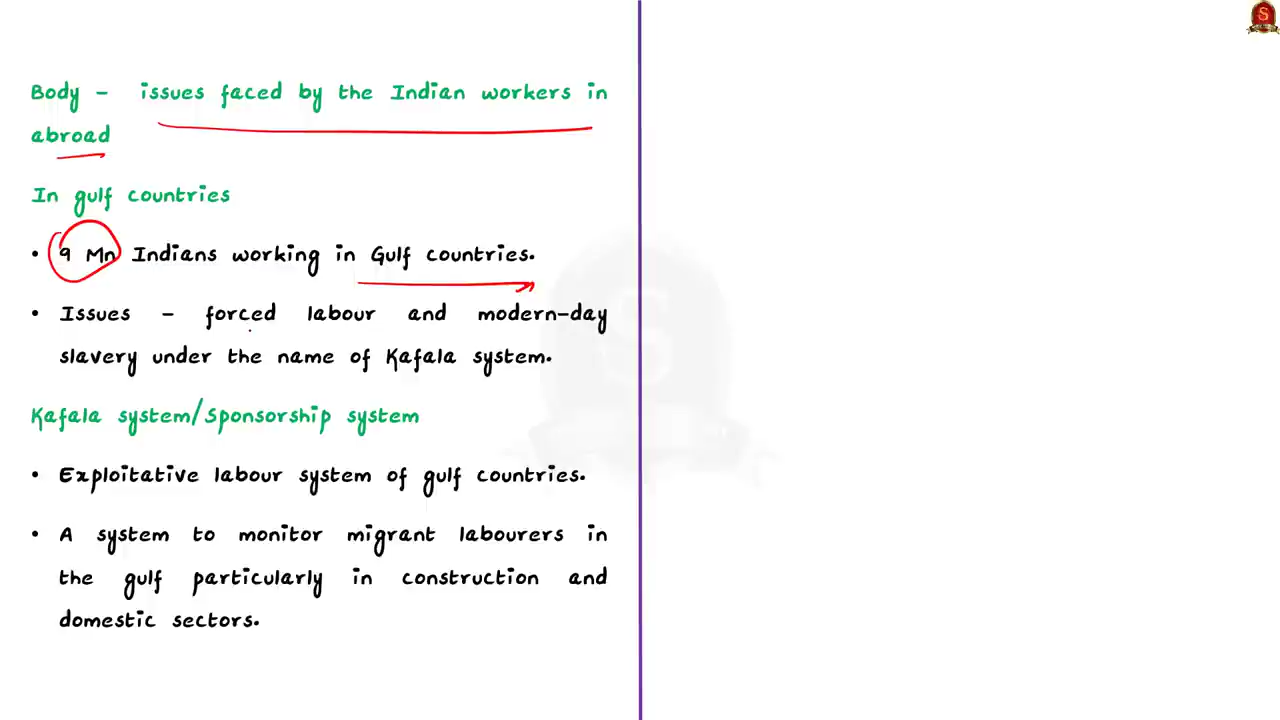 Body - issues faced by the Indian workers in
abroad
In gulf countries
• 9 Mn Indians working in Gulf countries.
• Issues - forced labour and modern-day
slavery under the name of Kafala system.
Kafala system/Sponsorship system
• Exploitative labour system of gulf countries.
• A system to monitor migrant labourers in
the gulf particularly in construction and
domestic sectors.